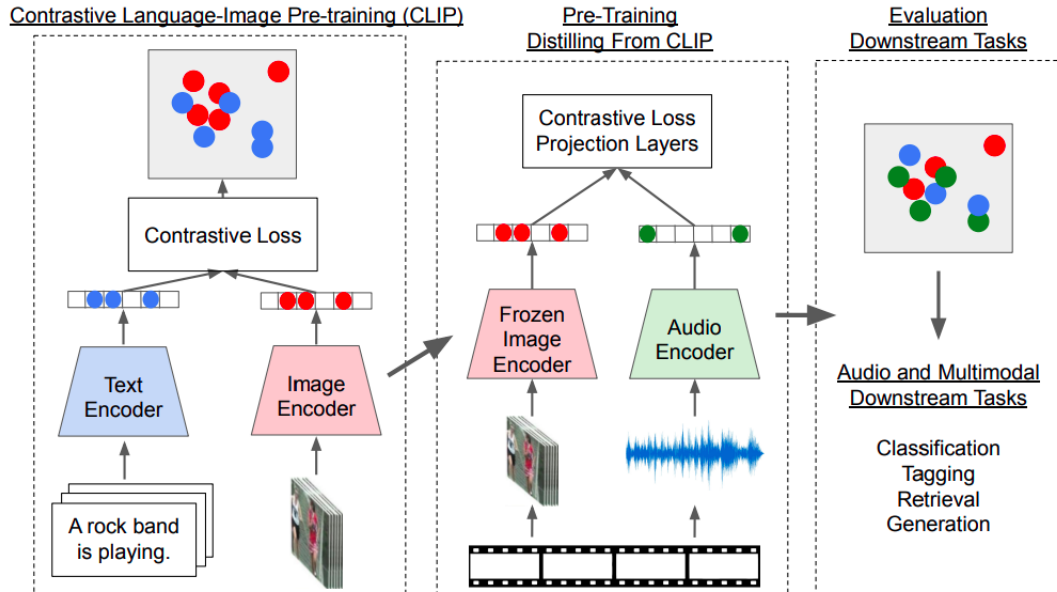 Contrastive Language-Image Pre-training (CLIP)
Contrastive Loss
Text
Encoder
Image
Encoder
A rock band
is playing.
Pre-Training
Distilling From CLIP
Contrastive Loss
Projection Layers
Frozen
Image
Encoder
Audio
Encoder
Evaluation
Downstream Tasks
Audio and Multimodal
Downstream Tasks
Classification
Tagging
Retrieval
Generation